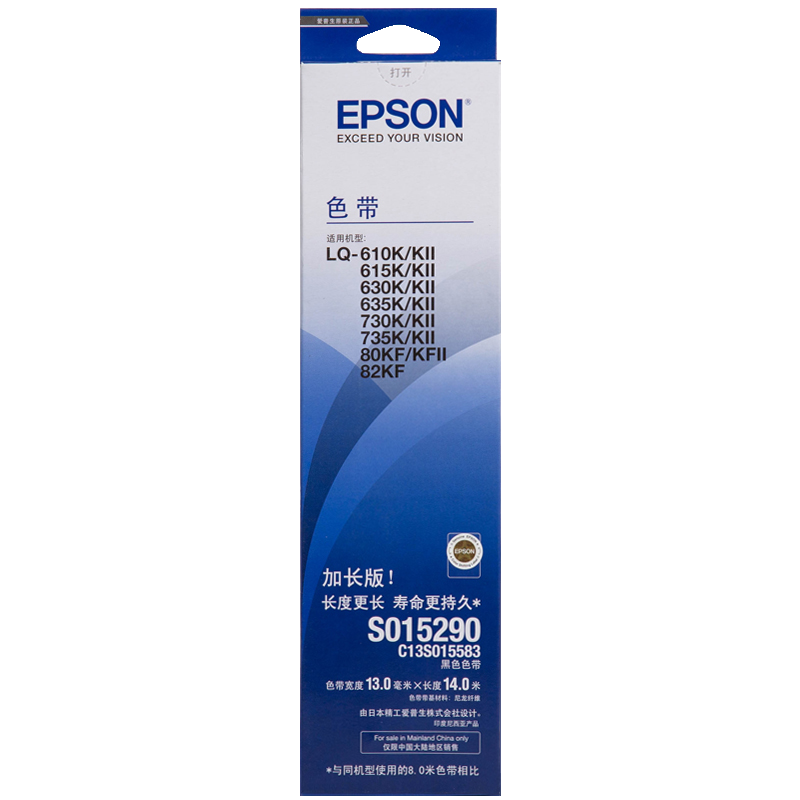 爱普生原装正品
打开
EPSON®
EXCEED YOUR VISION
色带
适用机型:
LQ-610K/KII
615K/KII
630K/KII
635K/KII
730K/KII
735K/KII
80KF/KFII
82KF
EPSON
加长版!
长度更长 寿命更持久*
S015290
C13S015583
黑色色带
色带宽度13.0毫米×长度14.0米
色带带基材料: 尼龙纤维
由日本精工爱普生株式会社设计。
印度尼西亚产品
For sale in Mainland China only
仅限中国大陆地区销售
*与同机型使用的8.0米色带相比